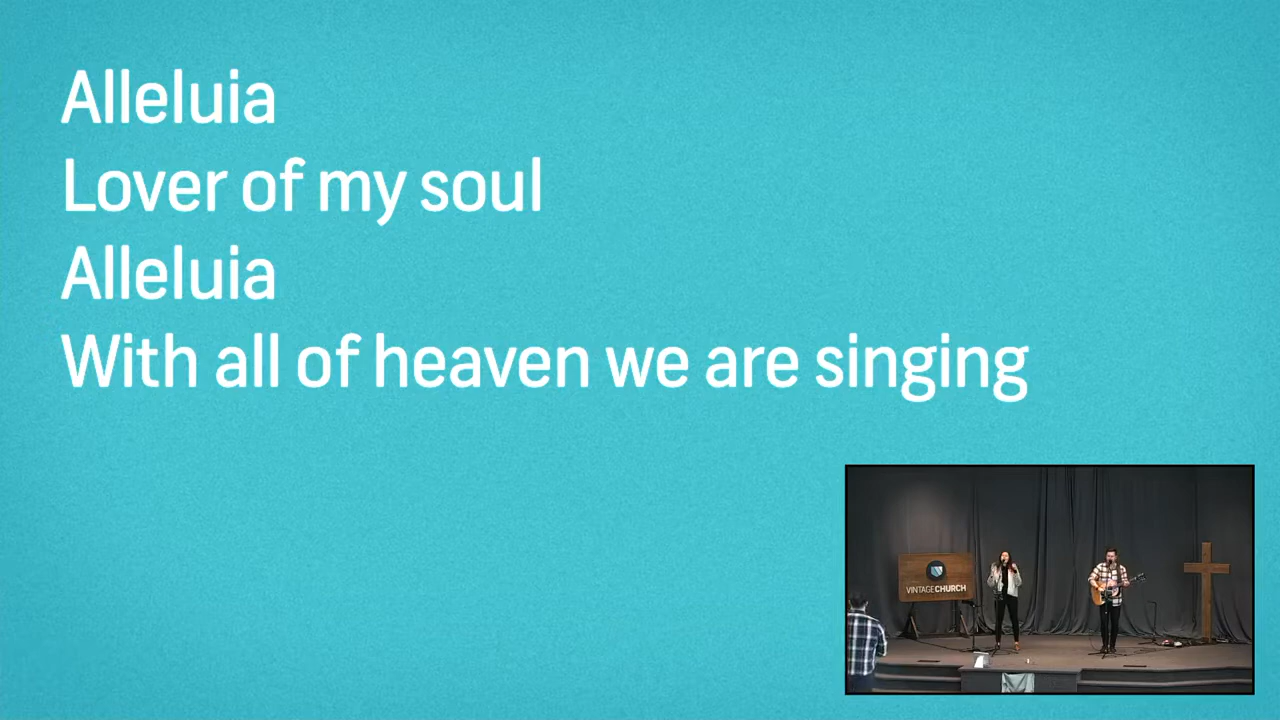 Alleluia
Lover of my soul
Alleluia
With all of heaven we are singing
VINTAGECHURCH